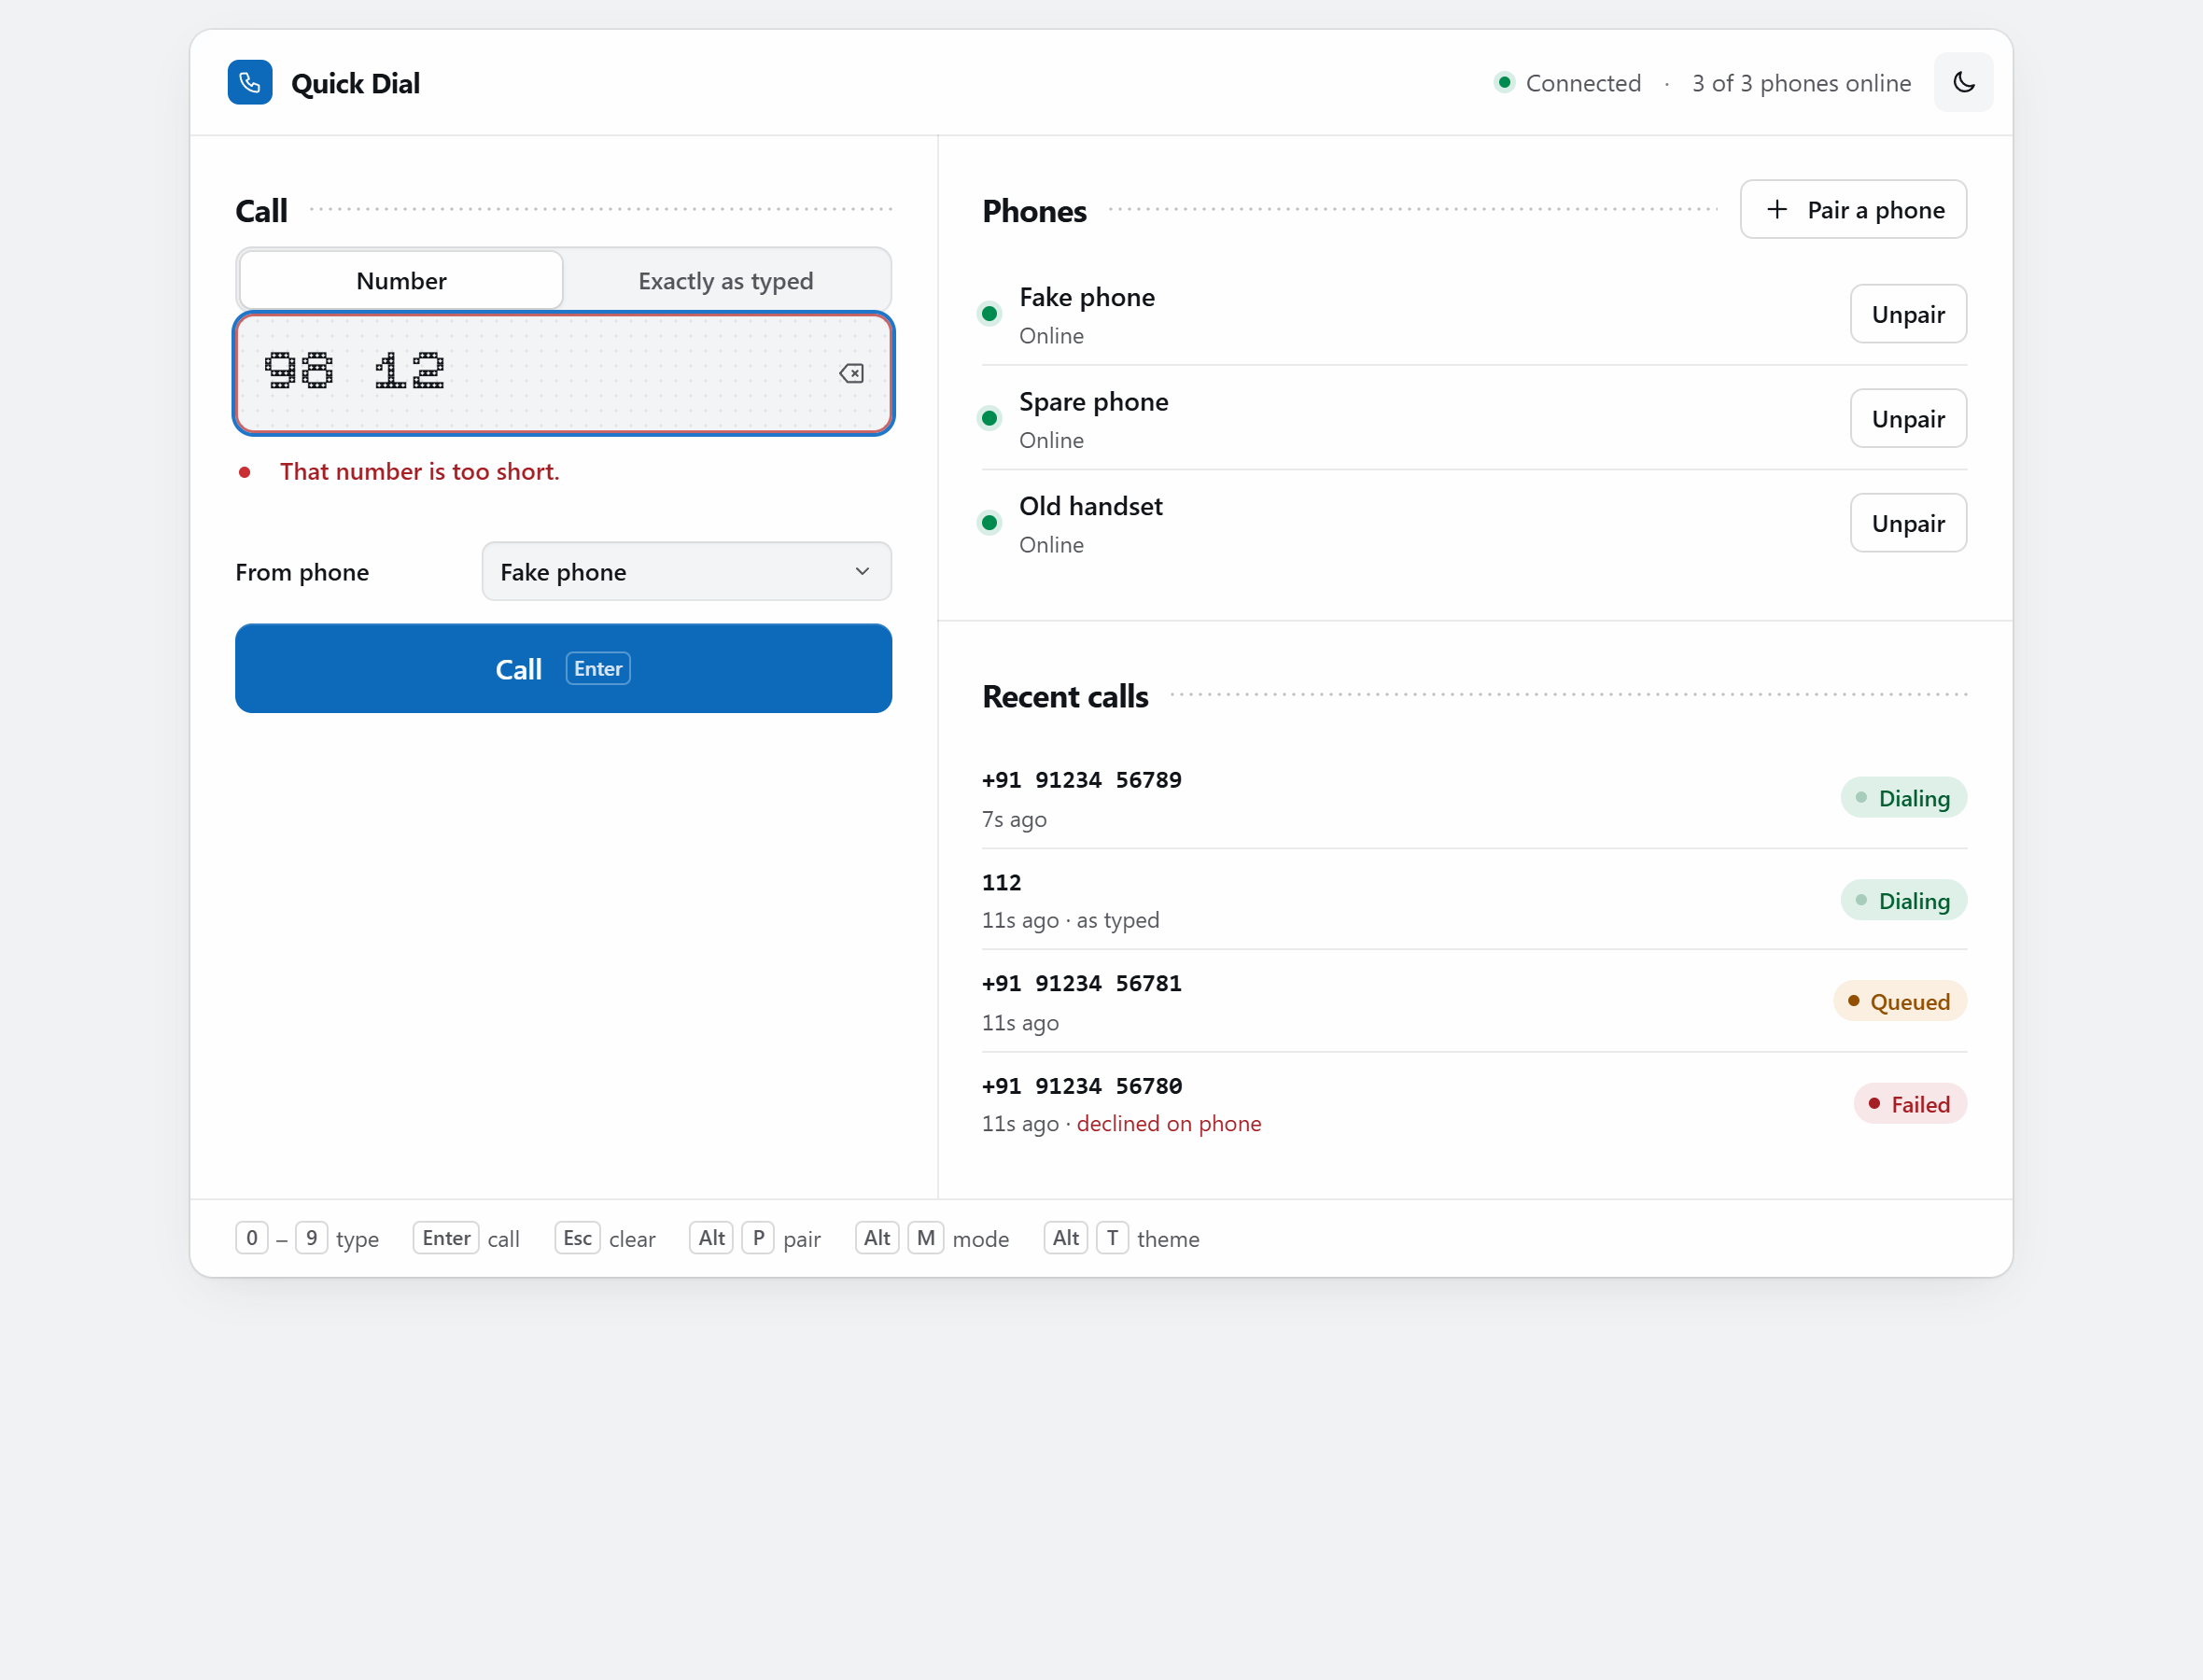 Quick Dial
Connected · 3 of 3 phones online
Call
Number
Exactly as typed
98 12
That number is too short.
From phone
Fake phone
Call Enter
Phones
Pair a phone
Fake phone
Online
Unpair
Spare phone
Online
Unpair
Old handset
Online
Unpair
Recent calls
+91 91234 56789
7s ago
Dialing
112
11s ago · as typed
Dialing
+91 91234 56781
11s ago
Queued
+91 91234 56780
11s ago · declined on phone
Failed
0 – 9 type Enter call Esc clear Alt P pair Alt M mode Alt T theme